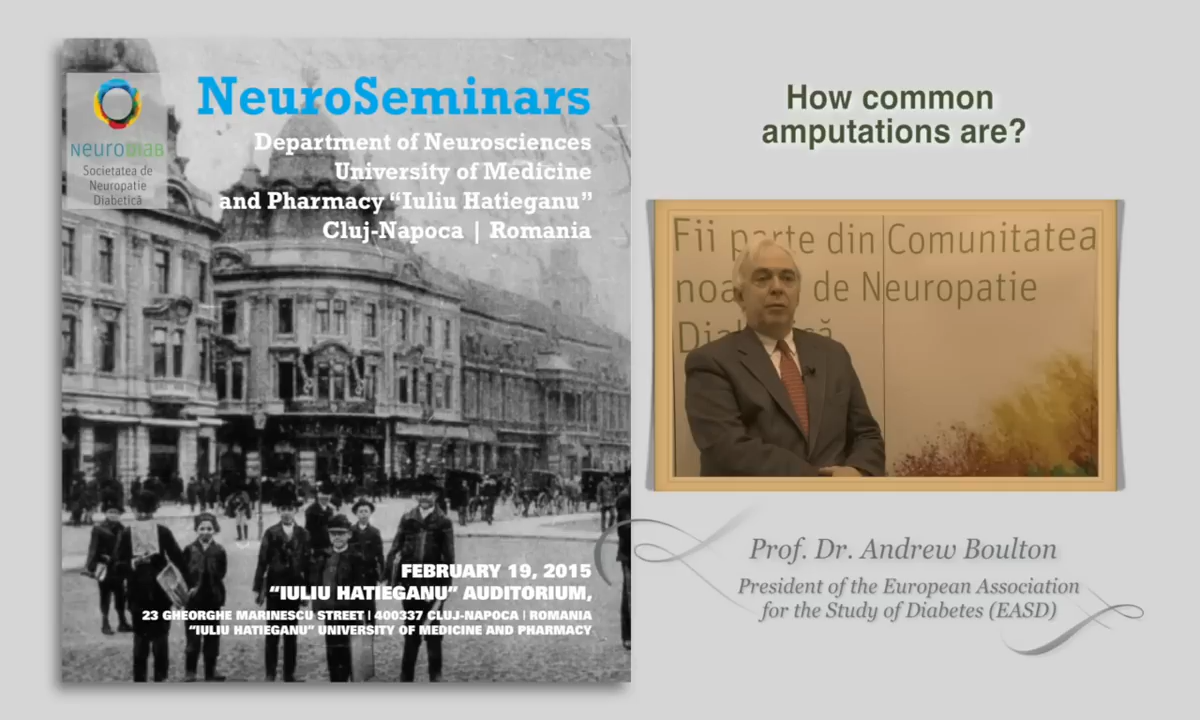 NeuroSeminars
Department of Neurosciences
University of Medicine
and Pharmacy “Iuliu Hatieganu”
Cluj-Napoca | Romania
neurodiab
Societatea de
Neuropatie
Diabetică
FEBRUARY 19, 2015
“IULIU HATIEGANU” AUDITORIUM,
23 GHEORGHE MARINESCU STREET | 400337 CLUJ-NAPOCA | ROMANIA
“IULIU HATIEGANU” UNIVERSITY OF MEDICINE AND PHARMACY
How common
amputations are?
Fii parte din Comunitatea
de Neuropatie
Prof. Dr. Andrew Boulton
President of the European Association
for the Study of Diabetes (EASD)